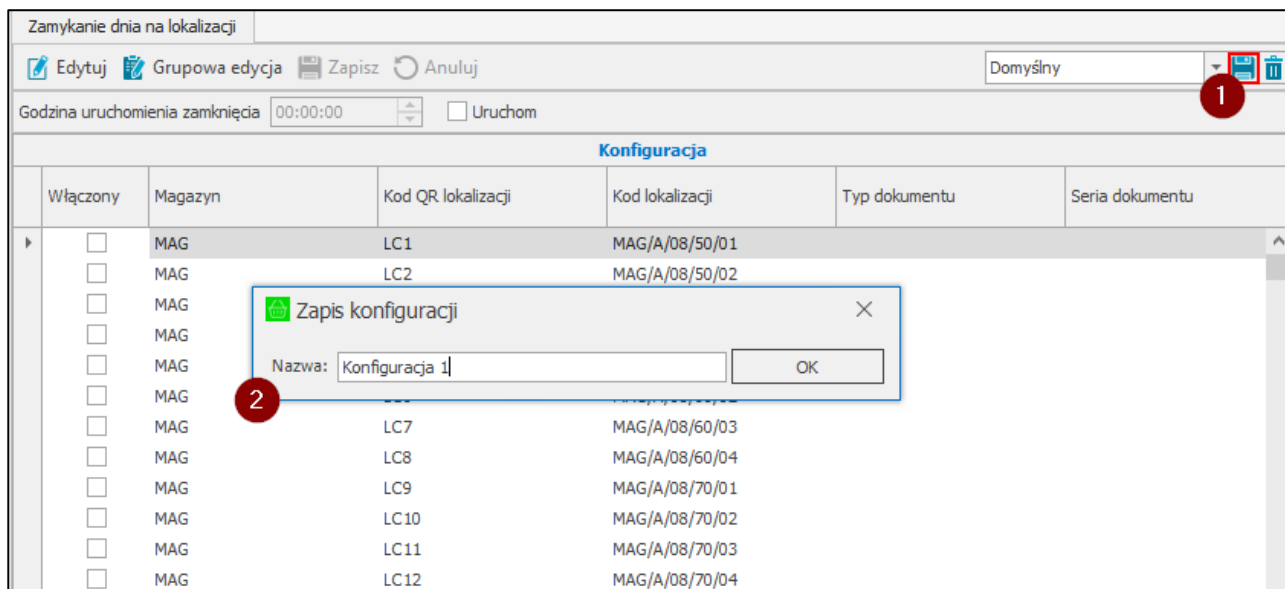 Zamykanie dnia na lokalizacji
Edytuj Grupowa edycja Zapisz Anuluj Domyślny
1
Godzina uruchomienia zamknięcia 00:00:00 Uruchom
Konfiguracja
Włączony Magazyn Kod QR lokalizacji Kod lokalizacji Typ dokumentu Seria dokumentu
MAG LC1 MAG/A/08/50/01
MAG LC2 MAG/A/08/50/02
MAG
Zapis konfiguracji
MAG
MAG
Nazwa: Konfiguracja 1 OK
MAG
2
MAG LC7 MAG/A/08/60/03
MAG LC8 MAG/A/08/60/04
MAG LC9 MAG/A/08/70/01
MAG LC10 MAG/A/08/70/02
MAG LC11 MAG/A/08/70/03
MAG LC12 MAG/A/08/70/04